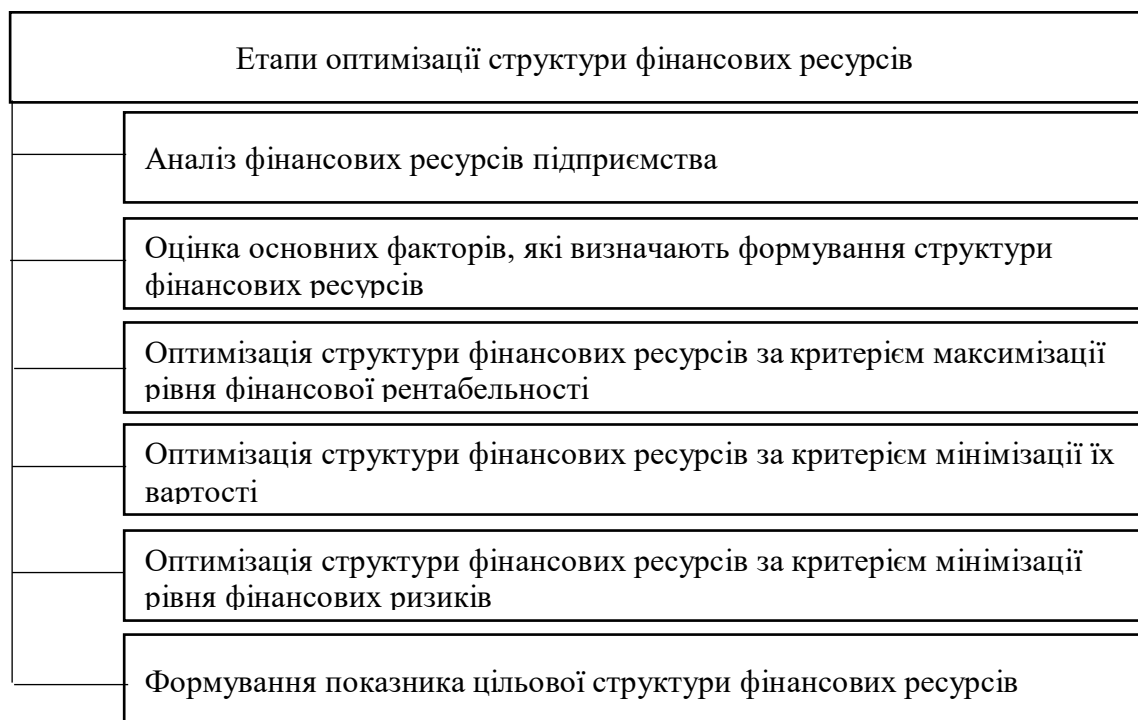 Етапи оптимізації структури фінансових ресурсів
Аналіз фінансових ресурсів підприємства
Оцінка основних факторів, які визначають формування структури
фінансових ресурсів
Оптимізація структури фінансових ресурсів за критерієм максимізації
рівня фінансової рентабельності
Оптимізація структури фінансових ресурсів за критерієм мінімізації їх
вартості
Оптимізація структури фінансових ресурсів за критерієм мінімізації
рівня фінансових ризиків
Формування показника цільової структури фінансових ресурсів